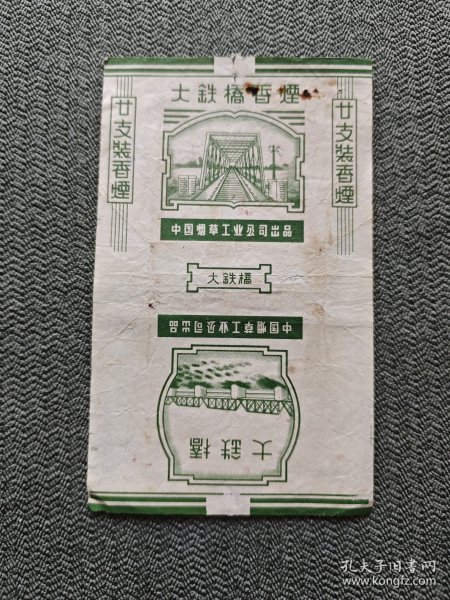 大鉄橋香煙
廿支裝香煙
廿支裝香煙
中国烟草工业公司出品
大鉄橋
中国烟草工业公司出品
大鉄橋
孔夫子旧书网
www.kongfz.com